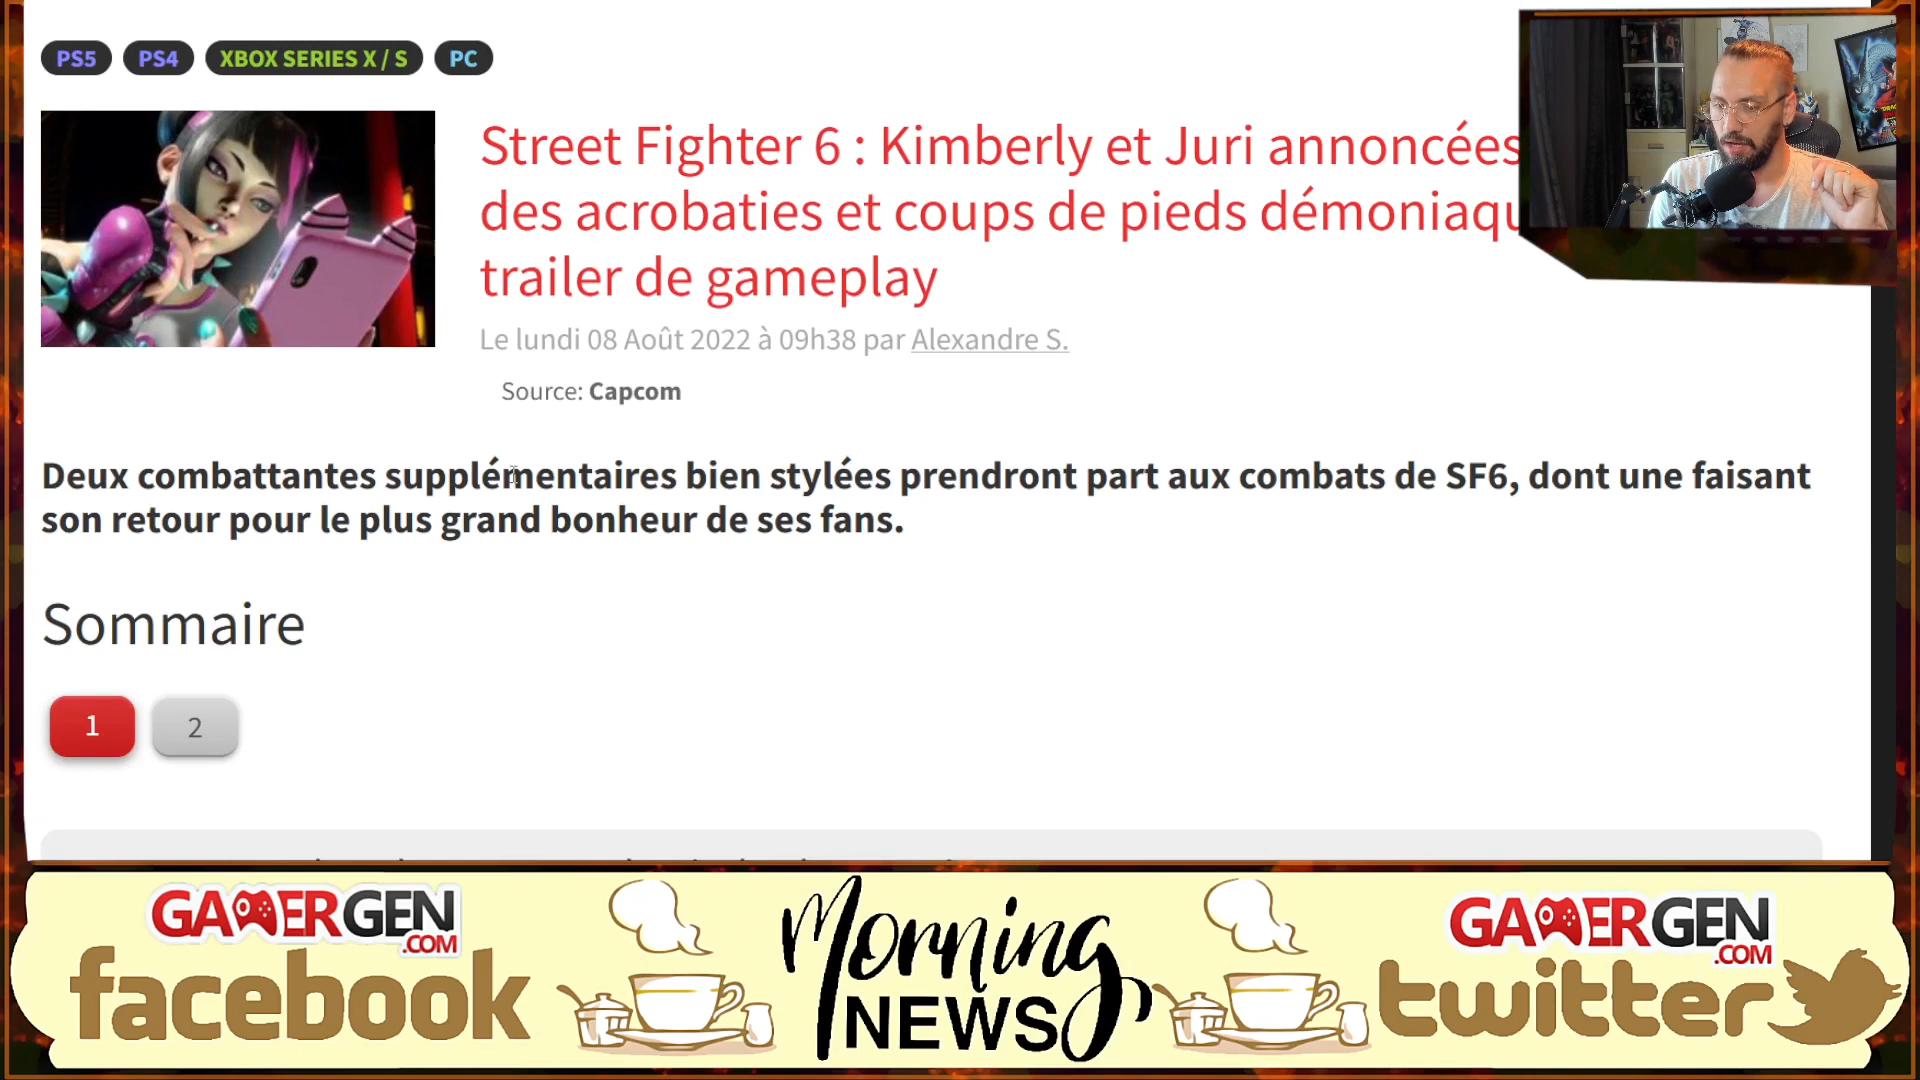 PS5 PS4 XBOX SERIES X / S PC
Street Fighter 6 : Kimberly et Juri annoncées
des acrobaties et coups de pieds démoniaqu
trailer de gameplay
Le lundi 08 Août 2022 à 09h38 par Alexandre S.
Source: Capcom
Deux combattantes supplémentaires bien stylées prendront part aux combats de SF6, dont une faisant
son retour pour le plus grand bonheur de ses fans.
Sommaire
1 2
GAMERGEN
.COM
facebook
Morning
NEWS
GAMERGEN
.COM
twitter